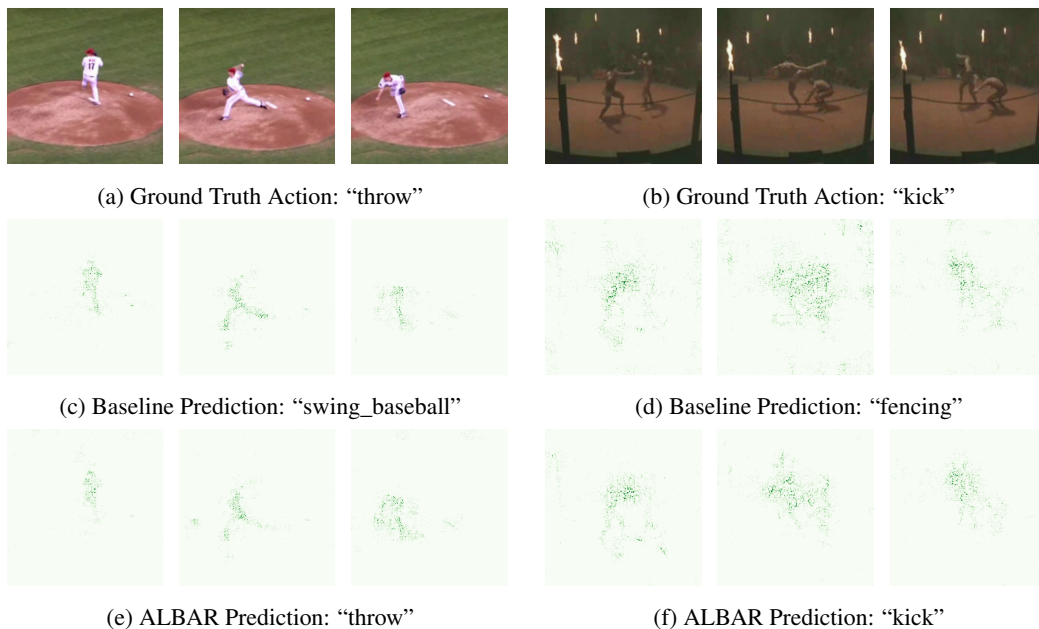 17
(a) Ground Truth Action: “throw”
(b) Ground Truth Action: “kick”
(c) Baseline Prediction: “swing_baseball”
(d) Baseline Prediction: “fencing”
(e) ALBAR Prediction: “throw”
(f) ALBAR Prediction: “kick”